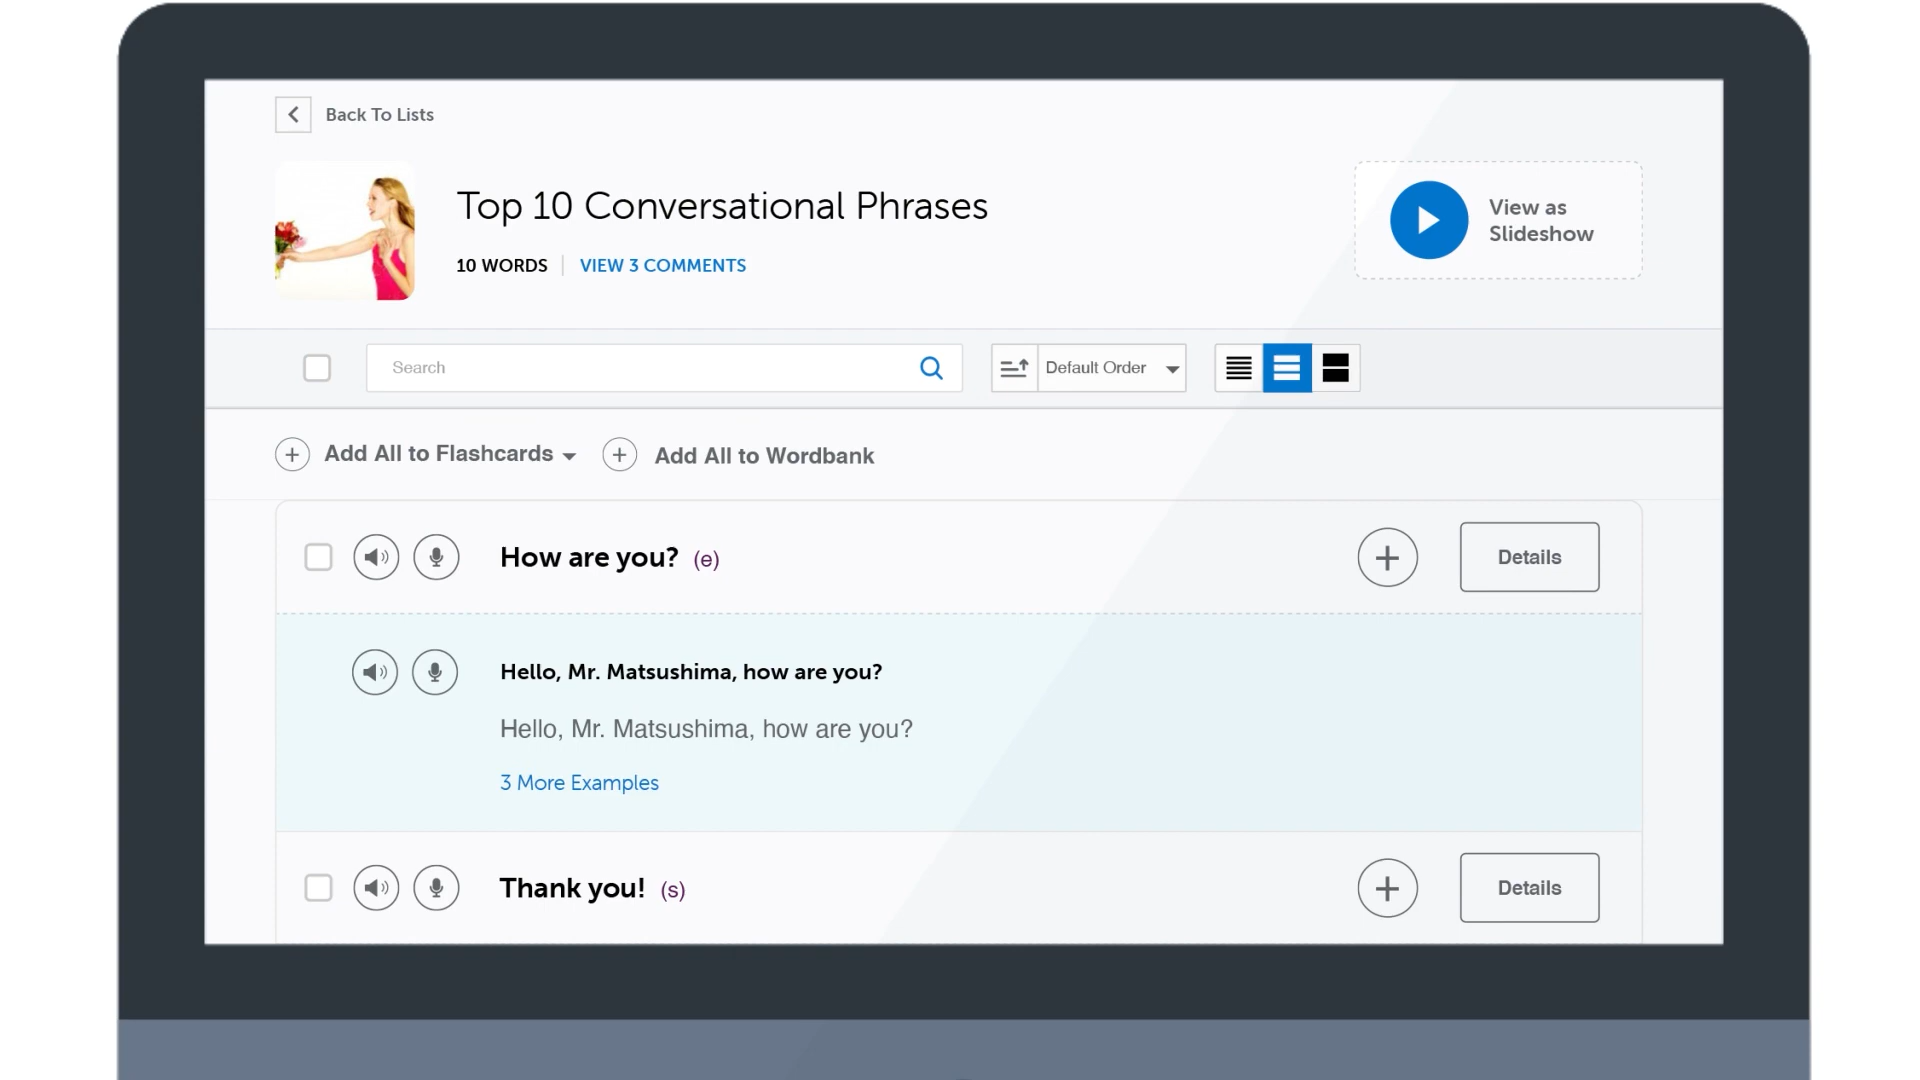 Back To Lists
Top 10 Conversational Phrases
10 WORDS VIEW 3 COMMENTS
View as
Slideshow
Search
Default Order
Add All to Flashcards
Add All to Wordbank
How are you? (e)
Details
Hello, Mr. Matsushima, how are you?
Hello, Mr. Matsushima, how are you?
3 More Examples
Thank you! (s)
Details